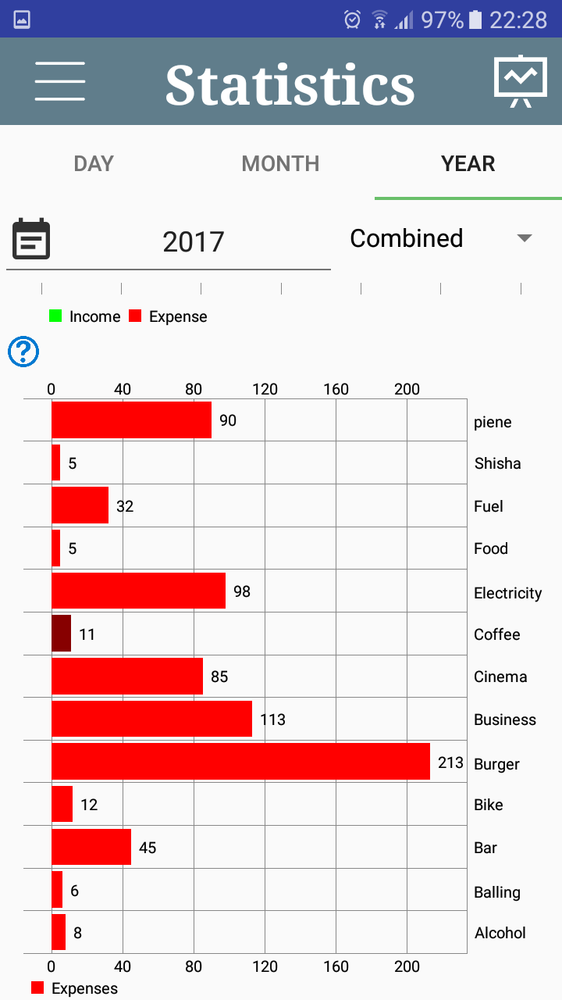 97% 22:28
Statistics
DAY MONTH YEAR
2017 Combined
Income Expense
?
0 40 80 120 160 200
90 piene
5 Shisha
32 Fuel
5 Food
98 Electricity
11 Coffee
85 Cinema
113 Business
213 Burger
12 Bike
45 Bar
6 Balling
8 Alcohol
0 40 80 120 160 200
Expenses